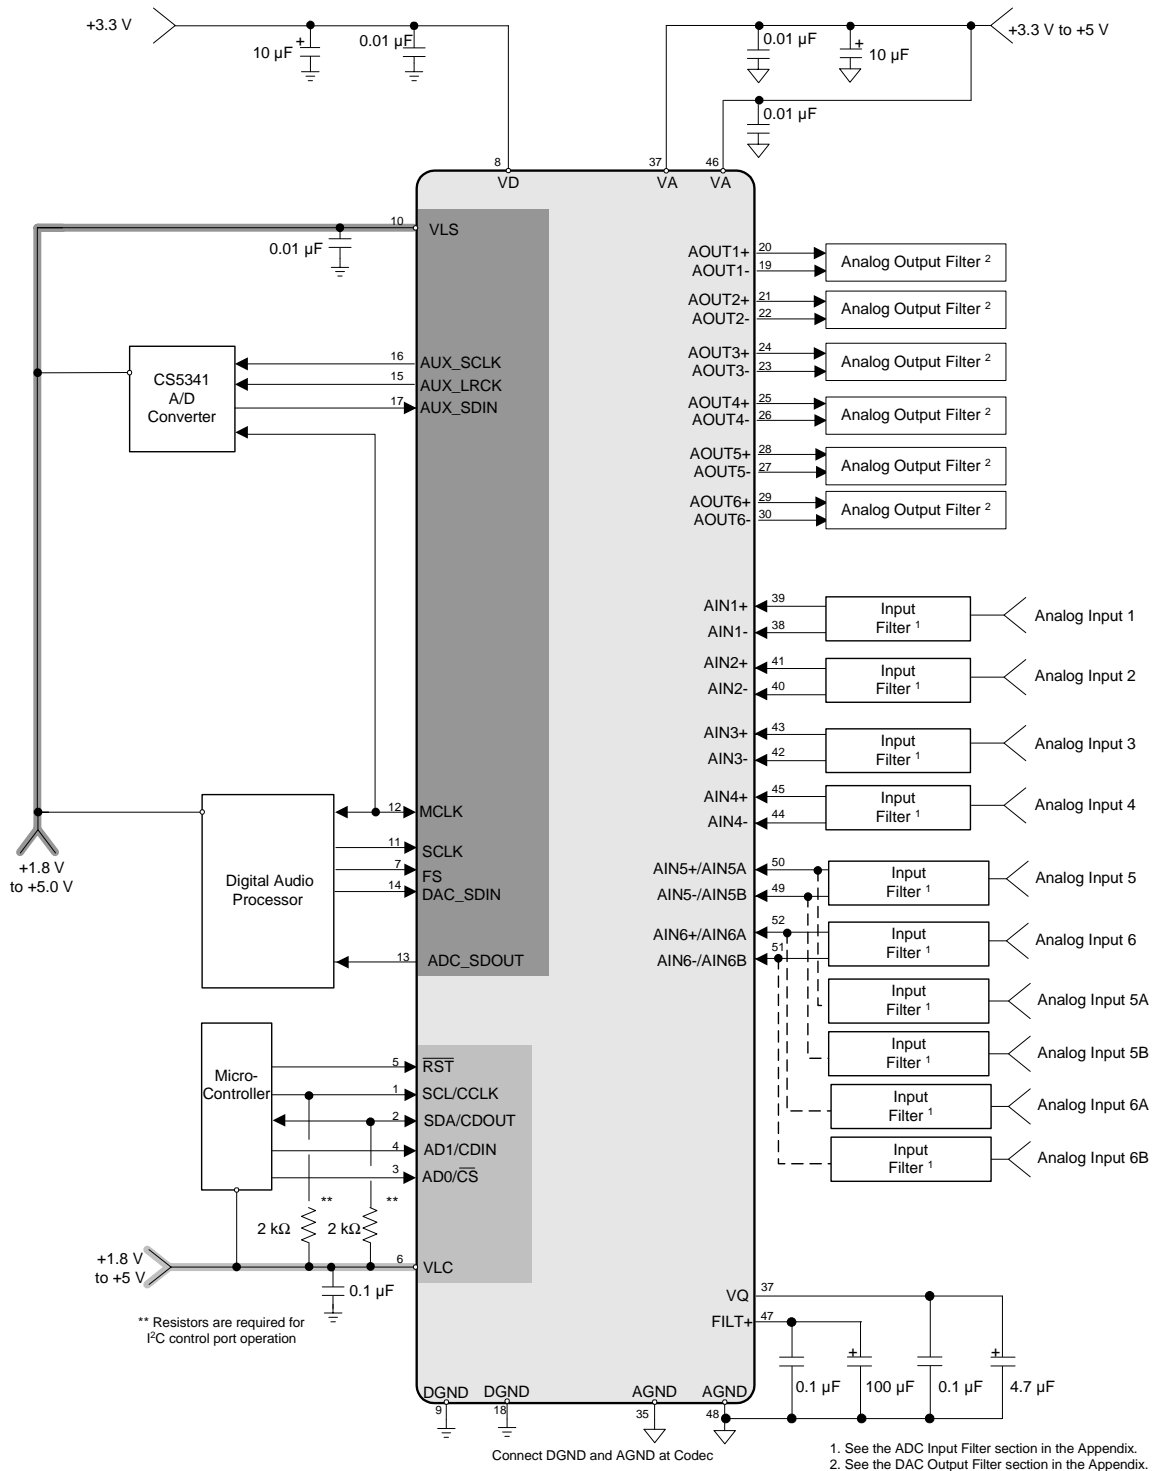 +3.3 V
10 µF
0.01 µF
0.01 µF
10 µF
+3.3 V to +5 V
0.01 µF
8
VD
37
VA
46
VA
10
VLS
0.01 µF
CS5341
A/D
Converter
16
AUX_SCLK
15
AUX_LRCK
17
AUX_SDIN
AOUT1+
20
AOUT1-
19
Analog Output Filter 2
AOUT2+
21
AOUT2-
22
Analog Output Filter 2
AOUT3+
24
AOUT3-
23
Analog Output Filter 2
AOUT4+
25
AOUT4-
26
Analog Output Filter 2
AOUT5+
28
AOUT5-
27
Analog Output Filter 2
AOUT6+
29
AOUT6-
30
Analog Output Filter 2
AIN1+
39
AIN1-
38
Input
Filter 1
Analog Input 1
AIN2+
41
AIN2-
40
Input
Filter 1
Analog Input 2
AIN3+
43
AIN3-
42
Input
Filter 1
Analog Input 3
AIN4+
45
AIN4-
44
Input
Filter 1
Analog Input 4
AIN5+/AIN5A
50
AIN5-/AIN5B
49
Input
Filter 1
Analog Input 5
AIN6+/AIN6A
52
AIN6-/AIN6B
51
Input
Filter 1
Analog Input 6
Input
Filter 1
Analog Input 5A
Input
Filter 1
Analog Input 5B
Input
Filter 1
Analog Input 6A
Input
Filter 1
Analog Input 6B
+1.8 V
to +5.0 V
Digital Audio
Processor
12
MCLK
11
SCLK
7
FS
14
DAC_SDIN
13
ADC_SDOUT
Micro-
Controller
5
RST
1
SCL/CCLK
2
SDA/CDOUT
4
AD1/CDIN
3
AD0/CS
**
**
2 kΩ
2 kΩ
+1.8 V
to +5 V
6
VLC
0.1 µF
** Resistors are required for
I2C control port operation
VQ
37
FILT+
47
+
+
0.1 µF
100 µF
0.1 µF
4.7 µF
DGND
DGND
AGND
AGND
9
18
35
48
Connect DGND and AGND at Codec
1. See the ADC Input Filter section in the Appendix.
2. See the DAC Output Filter section in the Appendix.